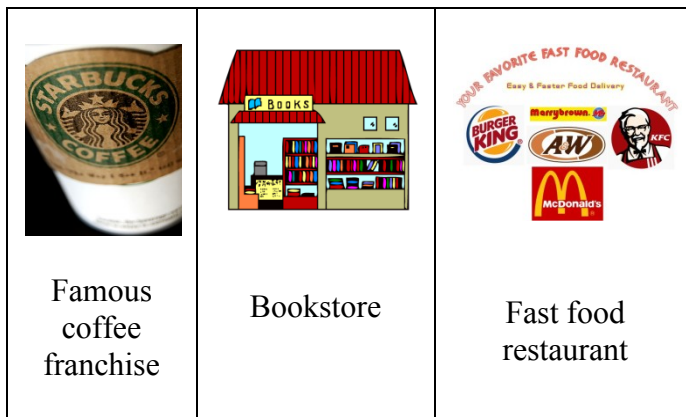 STARBUCKS
COFFEE
BOOKS
YOUR FAVORITE FAST FOOD RESTAURANT
Easy & Faster Food Delivery
Marrybrown.
BURGER
KING
A&W
KFC
McDonald's
Famous
coffee
franchise
Bookstore
Fast food
restaurant